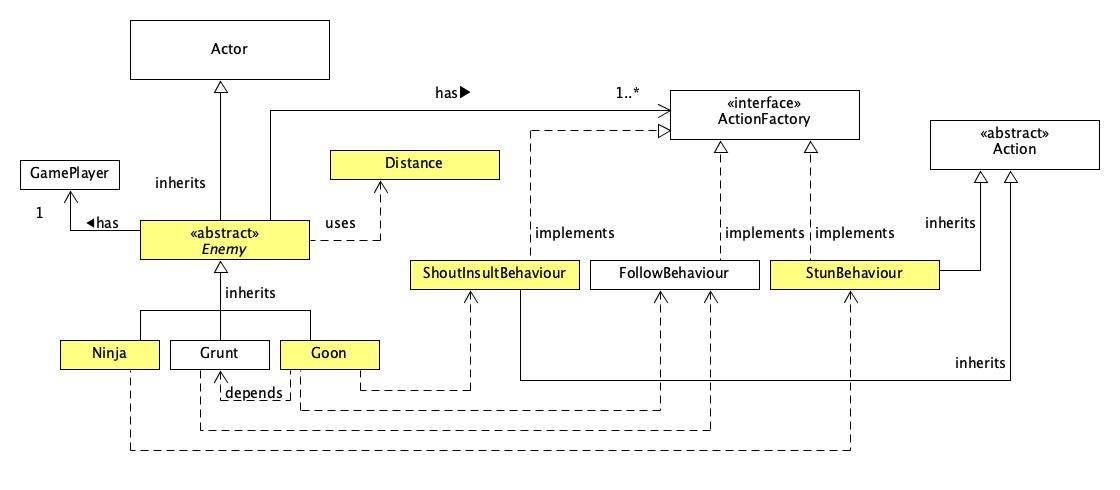 Actor
has▶
1..*
«interface»
ActionFactory
«abstract»
Action
Distance
GamePlayer
inherits
1
◀has
«abstract»
Enemy
uses
implements
implements
implements
inherits
ShoutInsultBehaviour
FollowBehaviour
StunBehaviour
inherits
Ninja
Grunt
Goon
inherits
depends